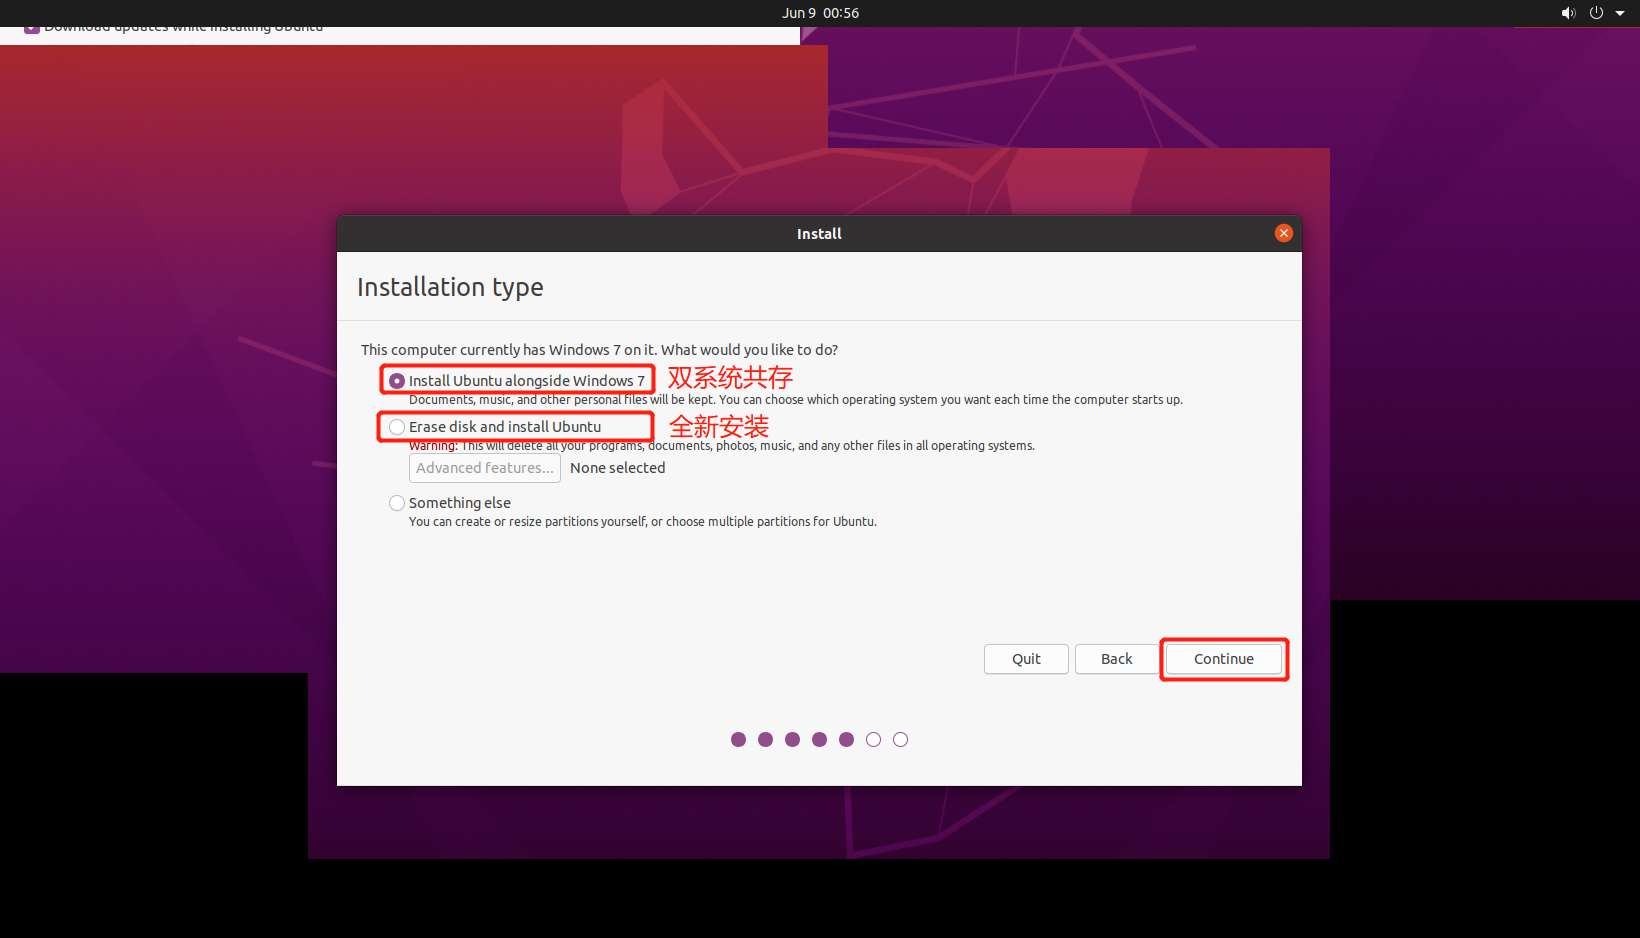 Jun 9 00:56
Download updates while installing Ubuntu
Install
Installation type
This computer currently has Windows 7 on it. What would you like to do?
Install Ubuntu alongside Windows 7 双系统共存
Documents, music, and other personal files will be kept. You can choose which operating system you want each time the computer starts up.
Erase disk and install Ubuntu 全新安装
Warning: This will delete all your programs, documents, photos, music, and any other files in all operating systems.
Advanced features... None selected
Something else
You can create or resize partitions yourself, or choose multiple partitions for Ubuntu.
Quit Back Continue